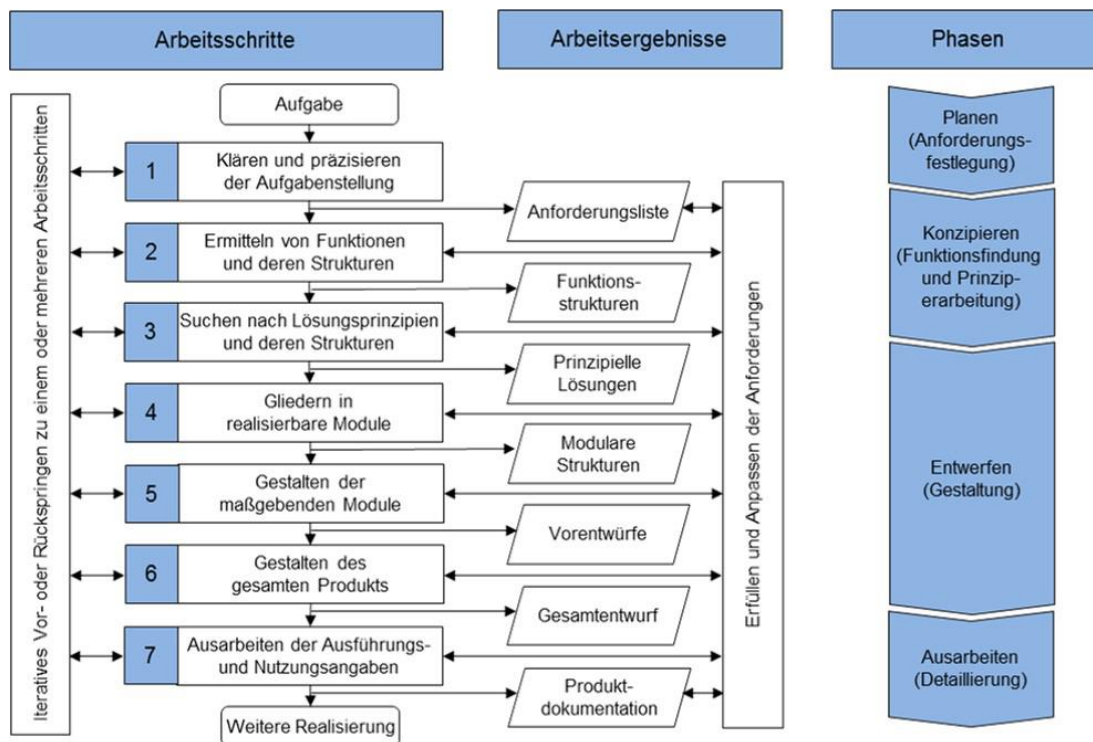 Arbeitsschritte
Arbeitsergebnisse
Phasen
Iteratives Vor- oder Rückspringen zu einem oder mehreren Arbeitsschritten
Aufgabe
1
Klären und präzisieren
der Aufgabenstellung
Anforderungsliste
2
Ermitteln von Funktionen
und deren Strukturen
Funktions-
strukturen
3
Suchen nach Lösungsprinzipien
und deren Strukturen
Prinzipielle
Lösungen
4
Gliedern in
realisierbare Module
Modulare
Strukturen
5
Gestalten der
maßgebenden Module
Vorentwürfe
6
Gestalten des
gesamten Produkts
Gesamtentwurf
7
Ausarbeiten der Ausführungs-
und Nutzungsangaben
Produkt-
dokumentation
Weitere Realisierung
Erfüllen und Anpassen der Anforderungen
Planen
(Anforderungs-
festlegung)
Konzipieren
(Funktionsfindung
und Prinzip-
erarbeitung)
Entwerfen
(Gestaltung)
Ausarbeiten
(Detaillierung)